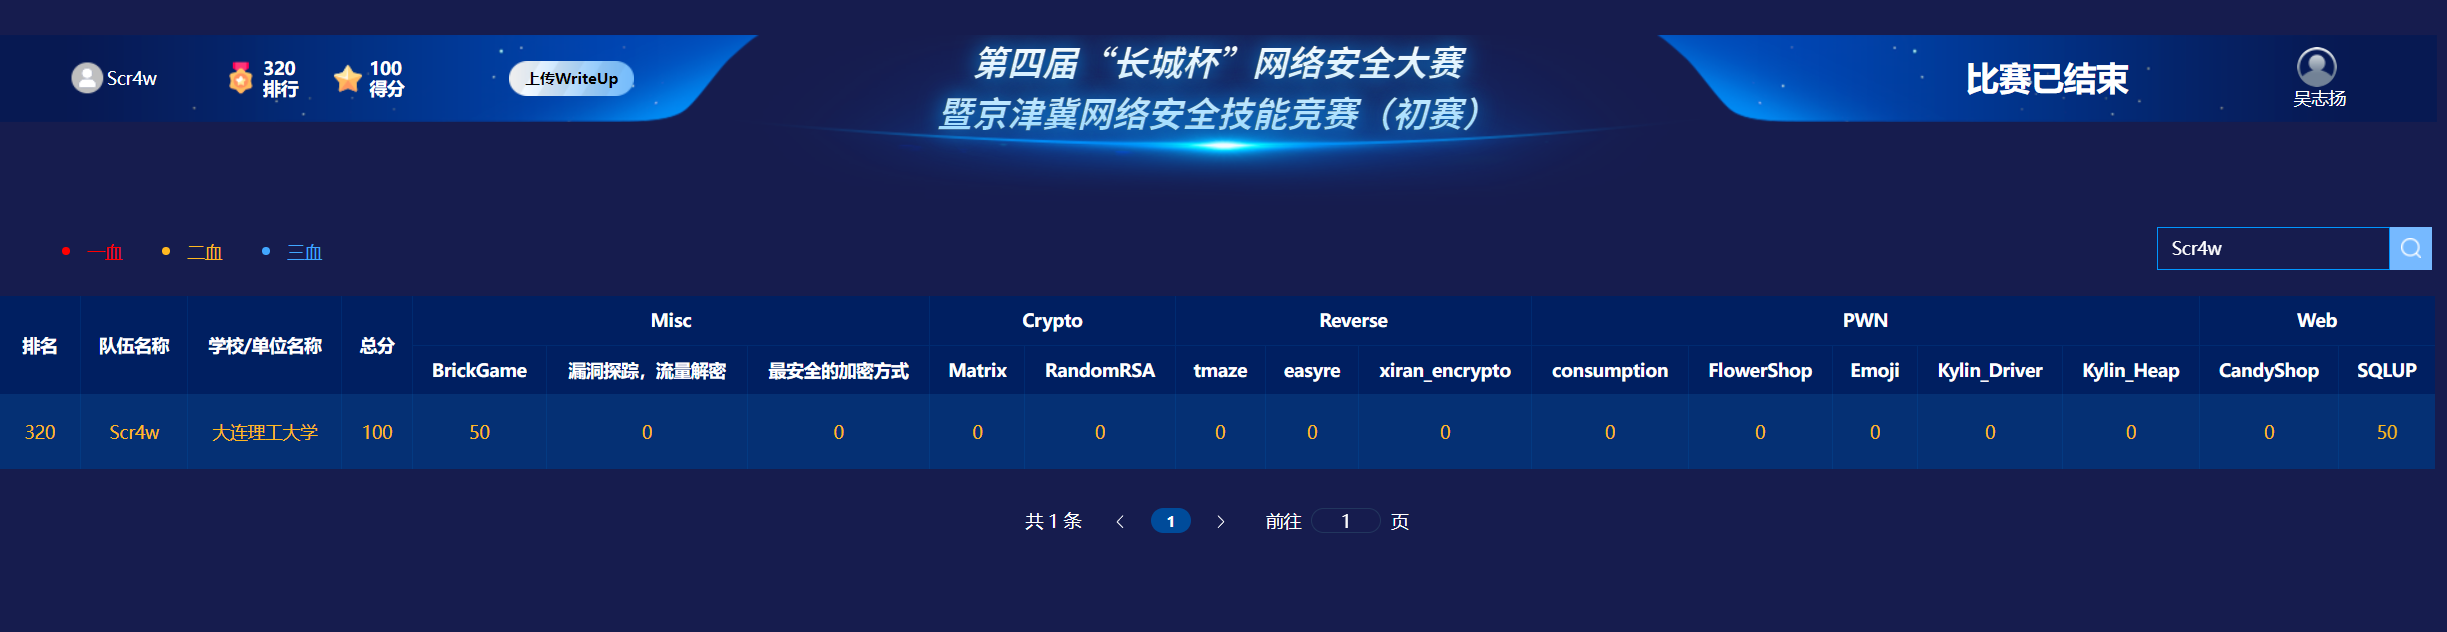 Scr4w
320
排行
100
得分
上传WriteUp
第四届“长城杯”网络安全大赛
暨京津冀网络安全技能竞赛（初赛）
比赛已结束
吴志扬
一血 二血 三血
Scr4w
排名 队伍名称 学校/单位名称 总分 Misc Crypto Reverse PWN Web
BrickGame 漏洞探踪，流量解密 最安全的加密方式 Matrix RandomRSA tmaze easyre xiran_encrypto consumption FlowerShop Emoji Kylin_Driver Kylin_Heap CandyShop SQLUP
320 Scr4w 大连理工大学 100 50 0 0 0 0 0 0 0 0 0 0 0 0 0 50
共 1 条 1 前往 1 页